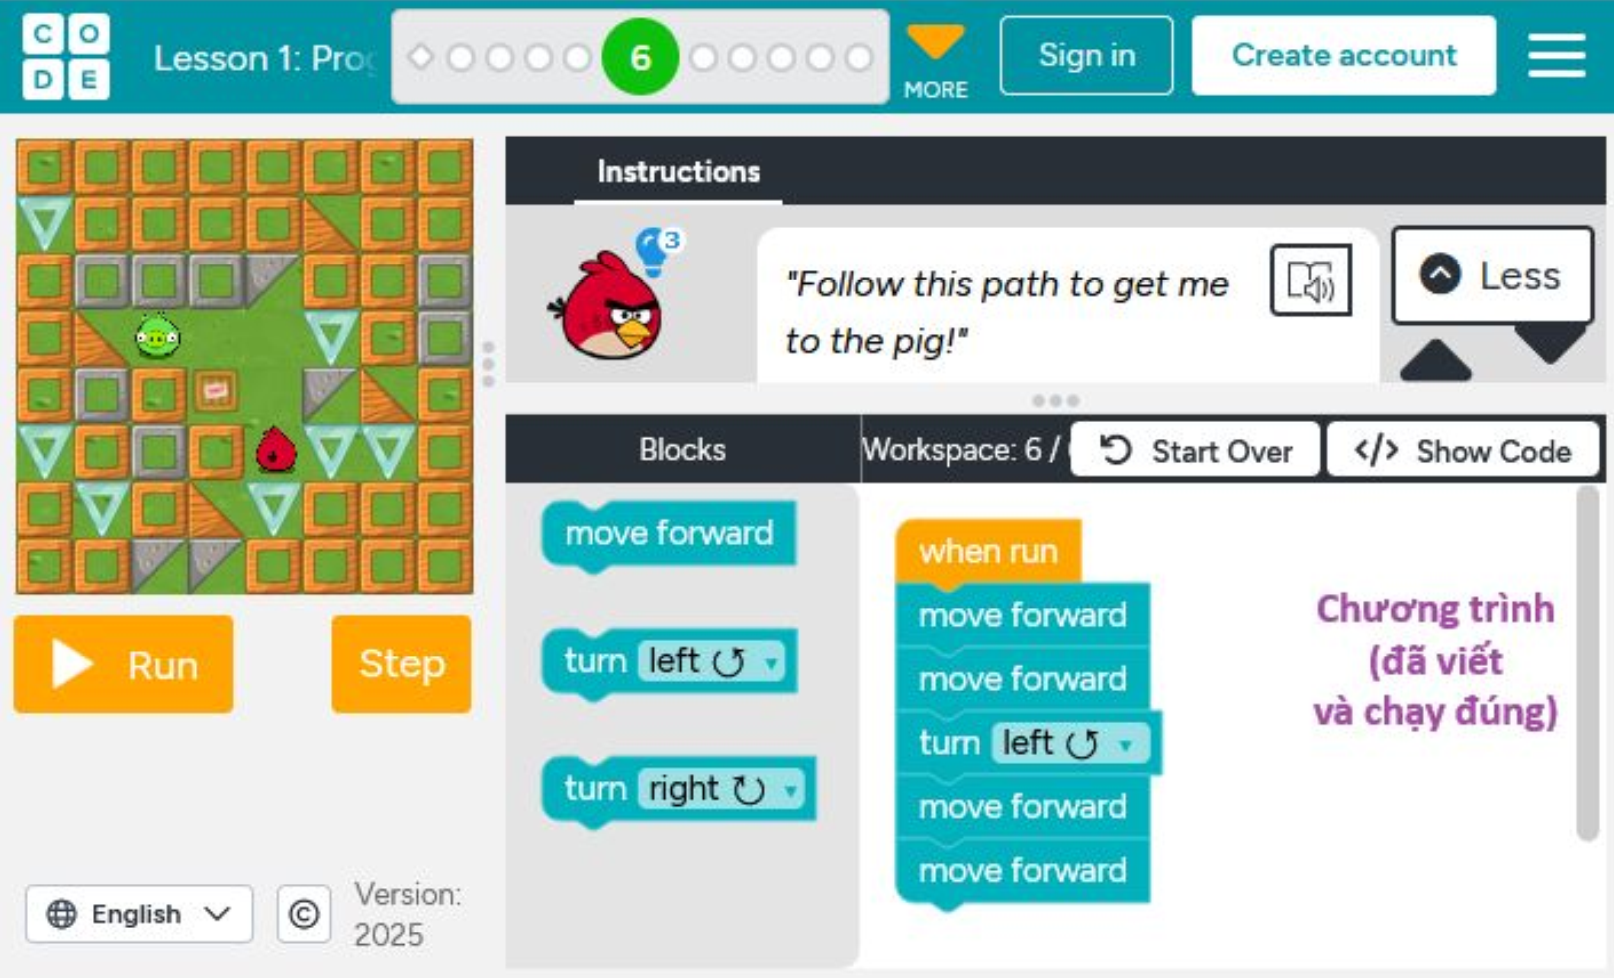 C O
D E
Lesson 1: Pro
6
MORE
Sign in
Create account
Instructions
3
"Follow this path to get me
to the pig!"
Less
Blocks
Workspace: 6 /
Start Over
</> Show Code
move forward
turn left
turn right
when run
move forward
move forward
turn left
move forward
move forward
Chương trình
(đã viết
và chạy đúng)
Run
Step
English
©
Version:
2025